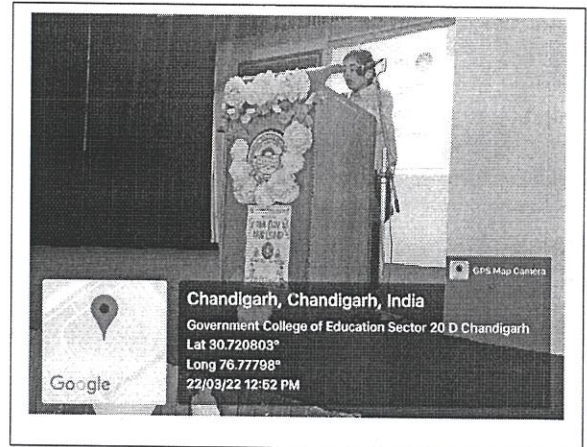 GPS Map Camera
Chandigarh, Chandigarh, India
Government College of Education Sector 20 D Chandigarh
Lat 30.720803°
Long 76.77798°
22/03/22 12:52 PM
Google